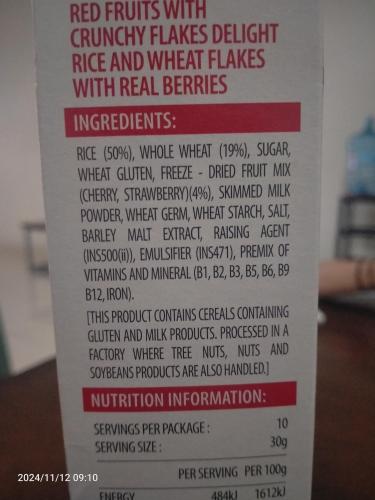 RED FRUITS WITH
CRUNCHY FLAKES DELIGHT
RICE AND WHEAT FLAKES
WITH REAL BERRIES
INGREDIENTS:
RICE (50%), WHOLE WHEAT (19%), SUGAR,
WHEAT GLUTEN, FREEZE - DRIED FRUIT MIX
(CHERRY, STRAWBERRY)(4%), SKIMMED MILK
POWDER, WHEAT GERM, WHEAT STARCH, SALT,
BARLEY MALT EXTRACT, RAISING AGENT
(INS500(ii)), EMULSIFIER (INS471), PREMIX OF
VITAMINS AND MINERAL (B1, B2, B3, B5, B6, B9
B12, IRON).
[THIS PRODUCT CONTAINS CEREALS CONTAINING
GLUTEN AND MILK PRODUCTS. PROCESSED IN A
FACTORY WHERE TREE NUTS, NUTS AND
SOYBEANS PRODUCTS ARE ALSO HANDLED.]
NUTRITION INFORMATION:
SERVINGS PER PACKAGE : 10
SERVING SIZE : 30g
PER SERVING PER 100g
ENERGY 484kJ 1612kJ
2024/11/12 09:10